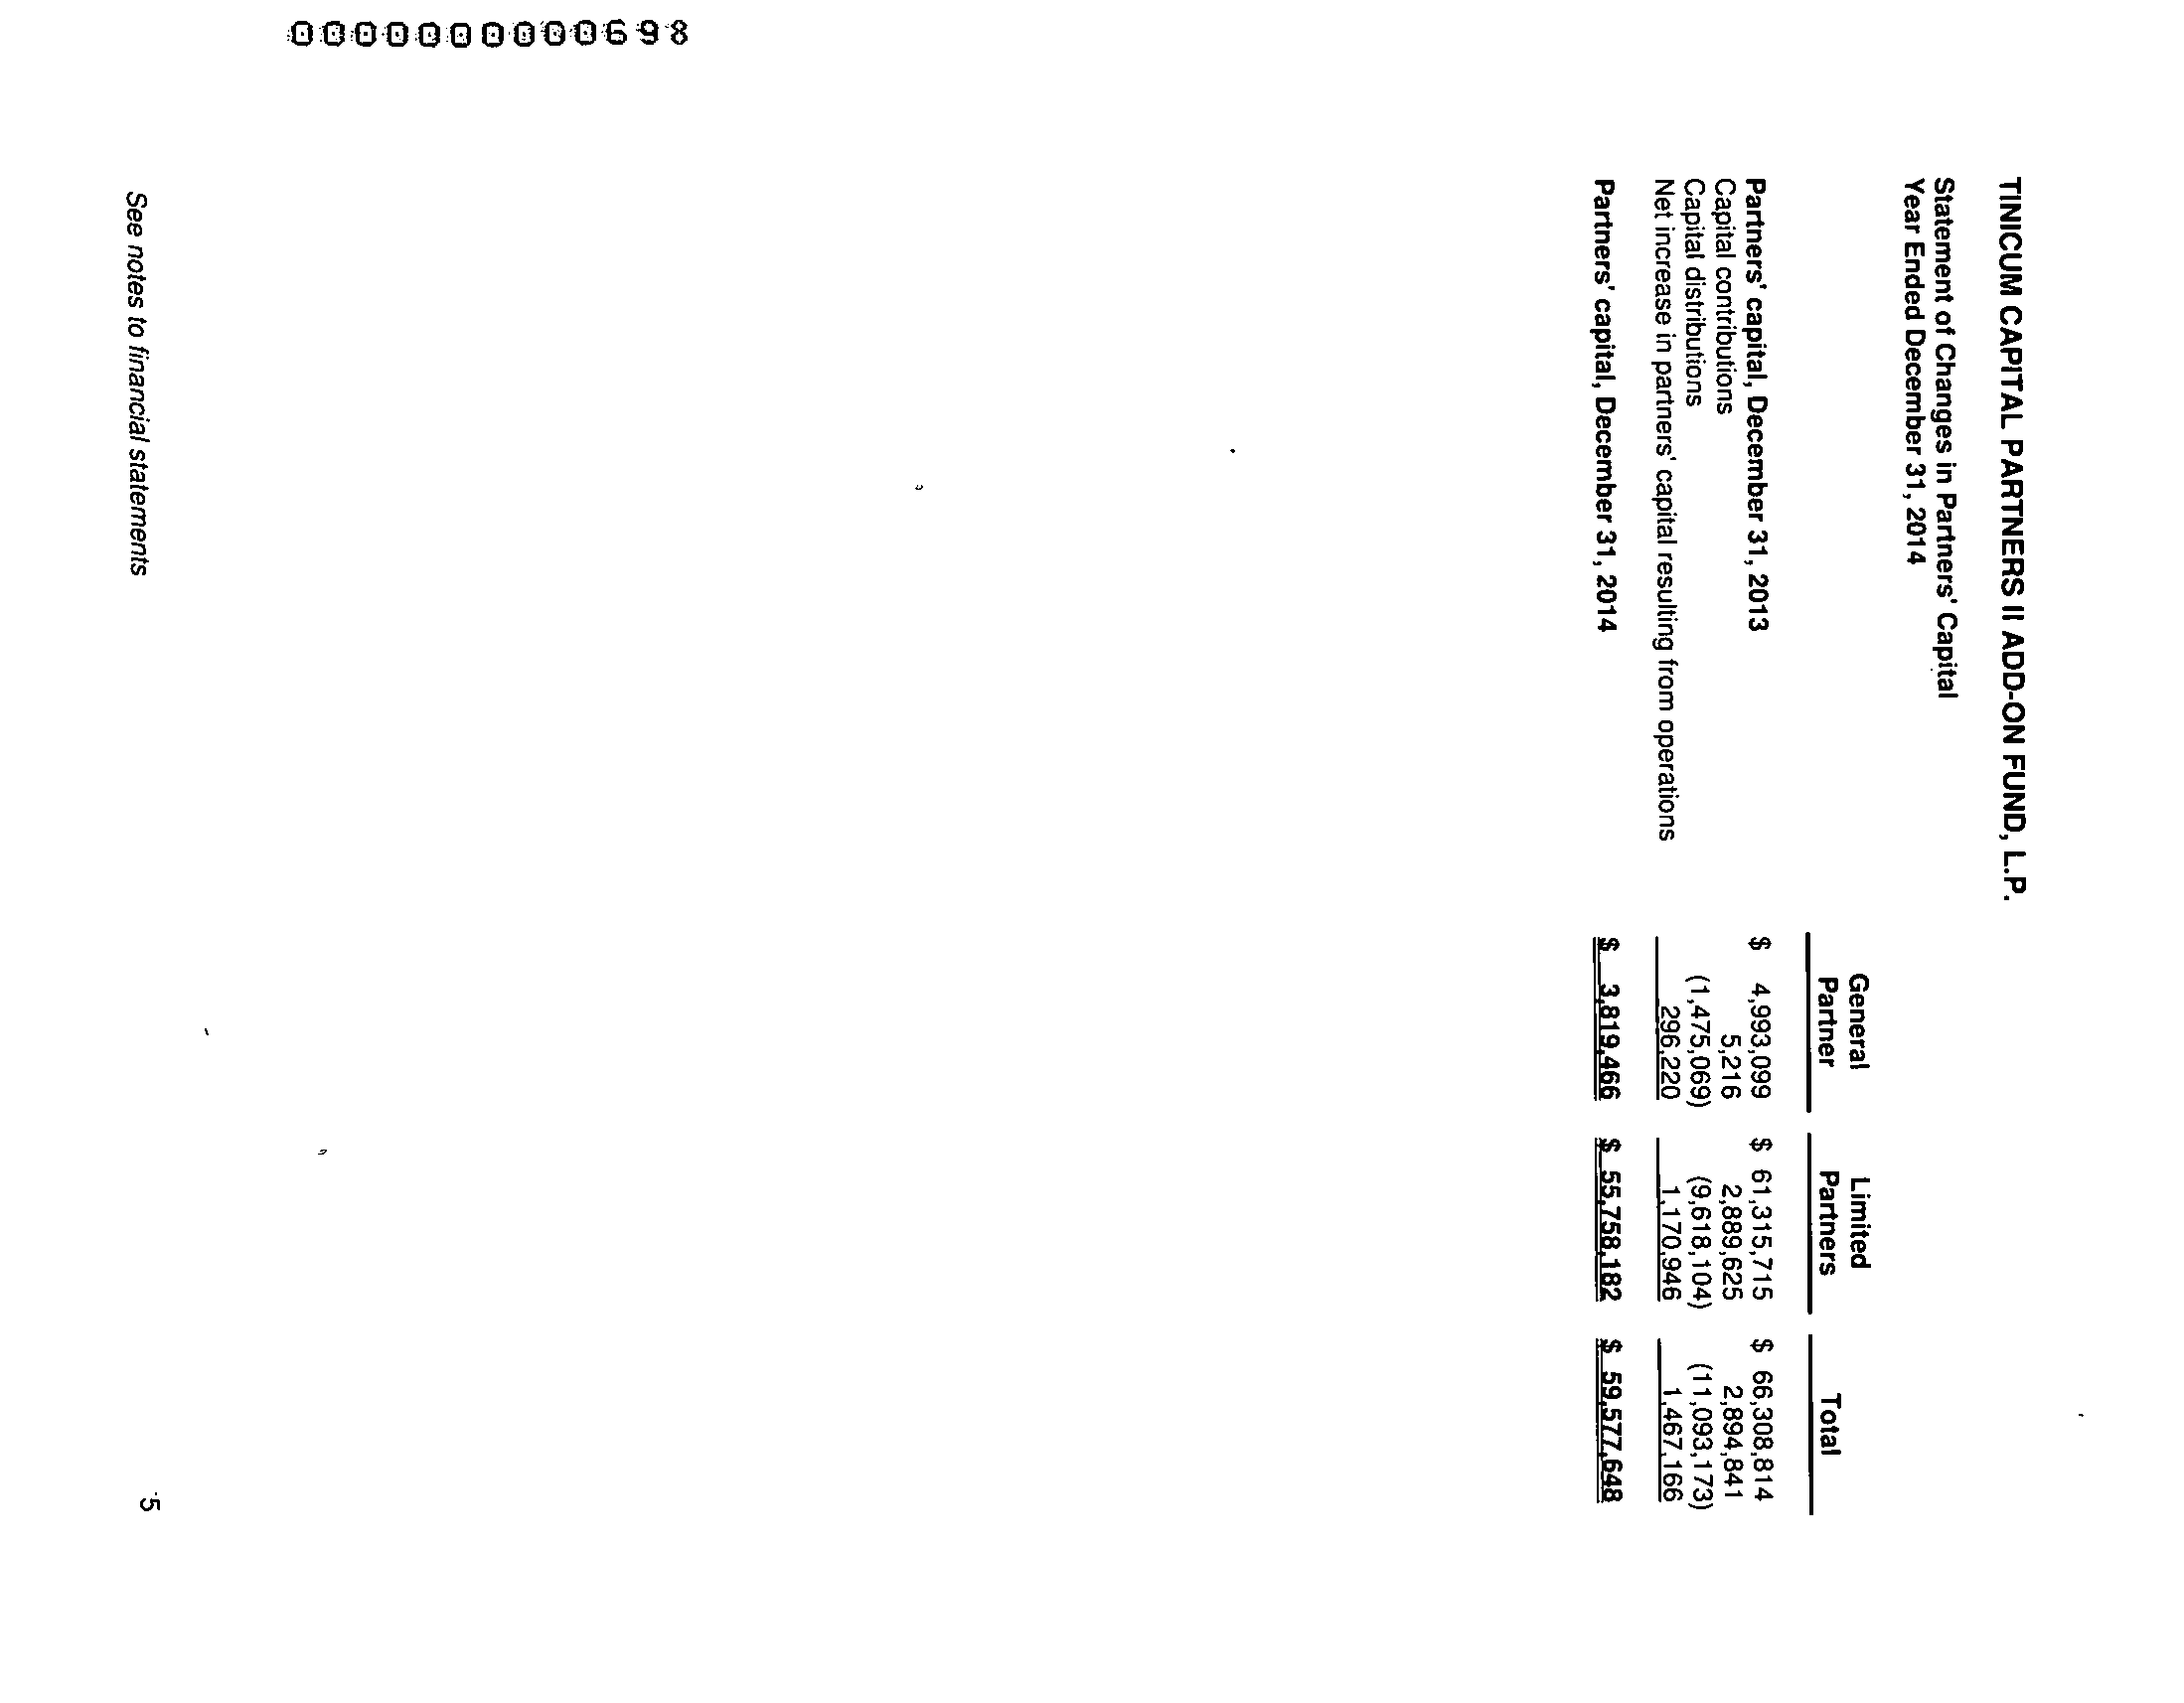 TINICUM CAPITAL PARTNERS II ADD-ON FUND, L.P.
Statement of Changes in Partners' Capital
Year Ended December 31, 2014
General Partner Limited Partners Total
Partners' capital, December 31, 2013 $ 4,993,099 $ 61,315,715 $ 66,308,814
Capital contributions 5,216 2,889,625 2,894,841
Capital distributions (1,475,069) (9,618,104) (11,093,173)
Net increase in partners' capital resulting from operations 296,220 1,170,946 1,467,166
Partners' capital, December 31, 2014 $ 3,819,466 $ 55,758,182 $ 59,577,648
See notes to financial statements
5